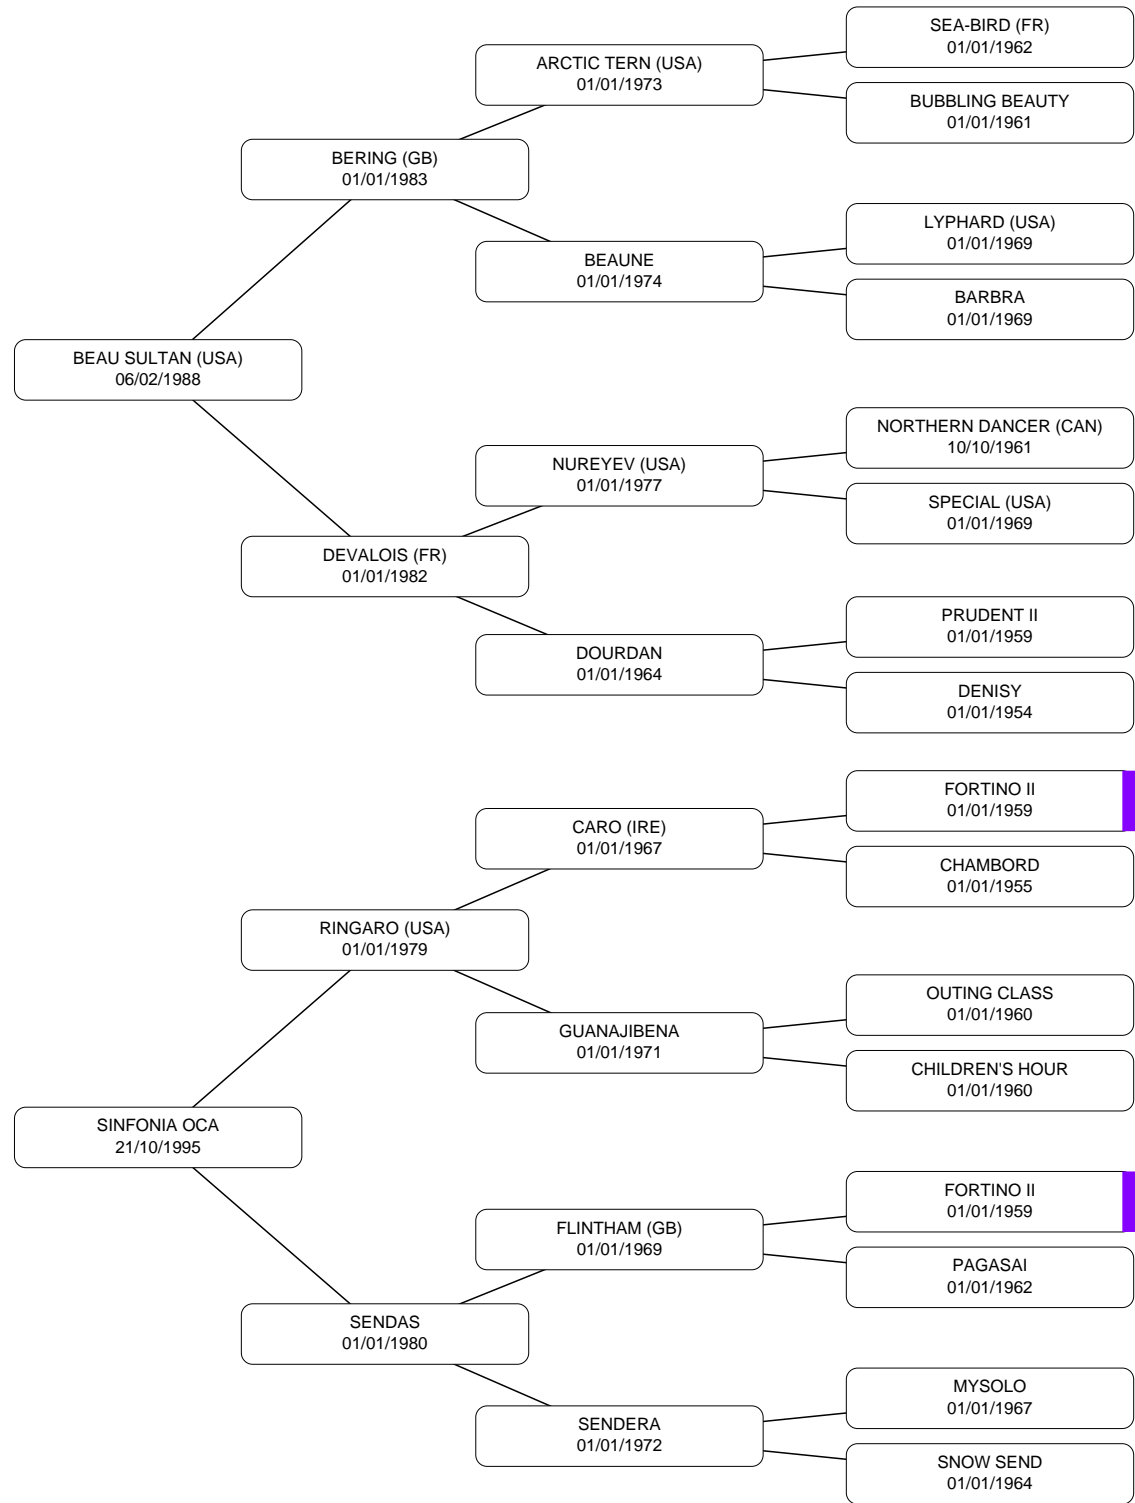 SEA-BIRD (FR)
01/01/1962
ARCTIC TERN (USA)
01/01/1973
BUBBLING BEAUTY
01/01/1961
BERING (GB)
01/01/1983
LYPHARD (USA)
01/01/1969
BEAUNE
01/01/1974
BARBRA
01/01/1969
BEAU SULTAN (USA)
06/02/1988
NORTHERN DANCER (CAN)
10/10/1961
NUREYEV (USA)
01/01/1977
SPECIAL (USA)
01/01/1969
DEVALOIS (FR)
01/01/1982
PRUDENT II
01/01/1959
DOURDAN
01/01/1964
DENISY
01/01/1954
FORTINO II
01/01/1959
CARO (IRE)
01/01/1967
CHAMBORD
01/01/1955
RINGARO (USA)
01/01/1979
OUTING CLASS
01/01/1960
GUANAJIBENA
01/01/1971
CHILDREN'S HOUR
01/01/1960
SINFONIA OCA
21/10/1995
FORTINO II
01/01/1959
FLINTHAM (GB)
01/01/1969
PAGASAI
01/01/1962
SENDAS
01/01/1980
MYSOLO
01/01/1967
SENDERA
01/01/1972
SNOW SEND
01/01/1964